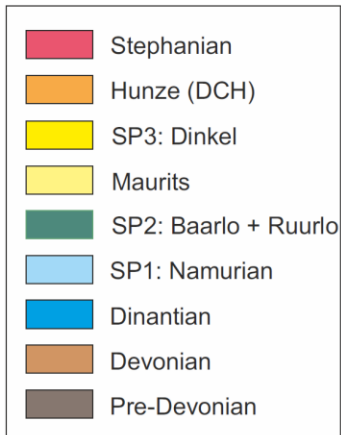 Stephanian
Hunze (DCH)
SP3: Dinkel
Maurits
SP2: Baarlo + Ruurlo
SP1: Namurian
Dinantian
Devonian
Pre-Devonian